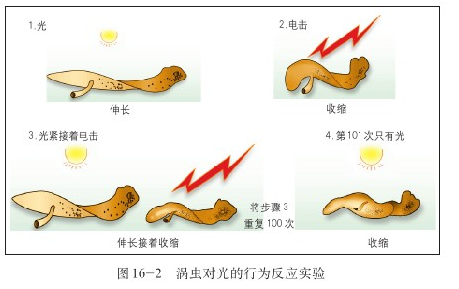 1.光
2.电击
伸长
收缩
3.光紧接着电击
4.第101次只有光
将步骤3
重复100次
伸长接着收缩
收缩
图16-2 涡虫对光的行为反应实验